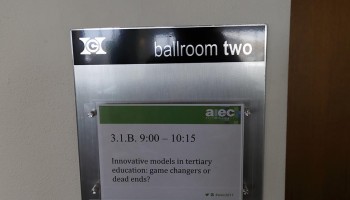 ballroom two
aiec
3.1.B. 9:00 – 10:15
Innovative models in tertiary
education: game changers or
dead ends?